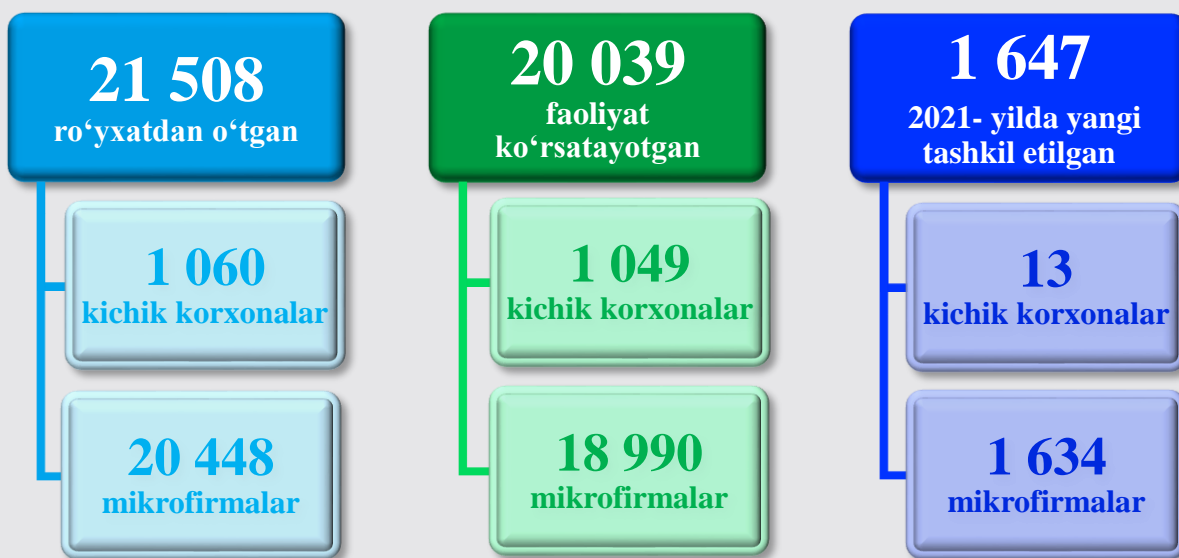 21 508
ro‘yxatdan o‘tgan
1 060
kichik korxonalar
20 448
mikrofirmalar
20 039
faoliyat
ko‘rsatayotgan
1 049
kichik korxonalar
18 990
mikrofirmalar
1 647
2021- yilda yangi
tashkil etilgan
13
kichik korxonalar
1 634
mikrofirmalar